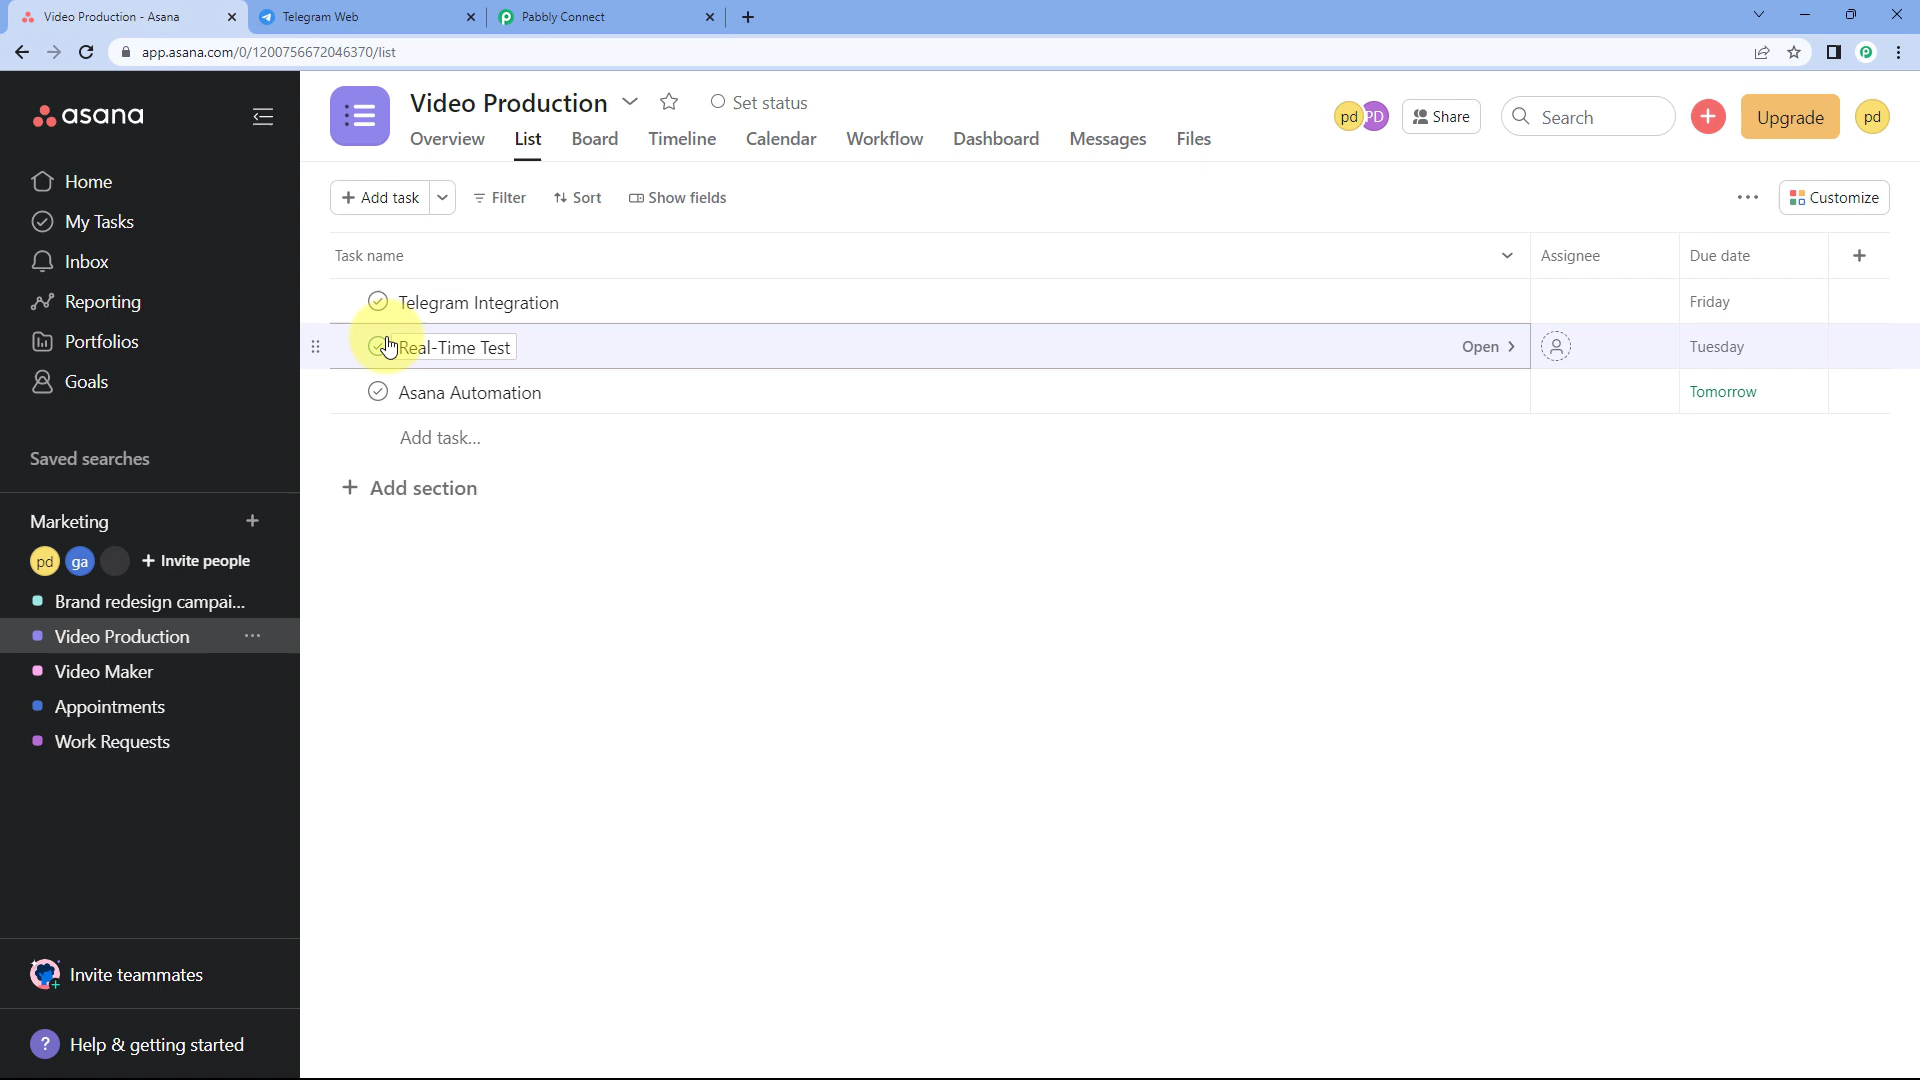 Video Production - Asana
Telegram Web
Pabbly Connect
app.asana.com/0/1200756672046370/list
asana
Home
My Tasks
Inbox
Reporting
Portfolios
Goals
Saved searches
Marketing
pd ga + Invite people
Brand redesign campai...
Video Production
Video Maker
Appointments
Work Requests
Invite teammates
? Help & getting started
Video Production
Set status
Overview List Board Timeline Calendar Workflow Dashboard Messages Files
pd PD Share Search Upgrade pd
+ Add task Filter Sort Show fields Customize
Task name Assignee Due date
Telegram Integration Friday
Real-Time Test Open Tuesday
Asana Automation Tomorrow
Add task...
+ Add section